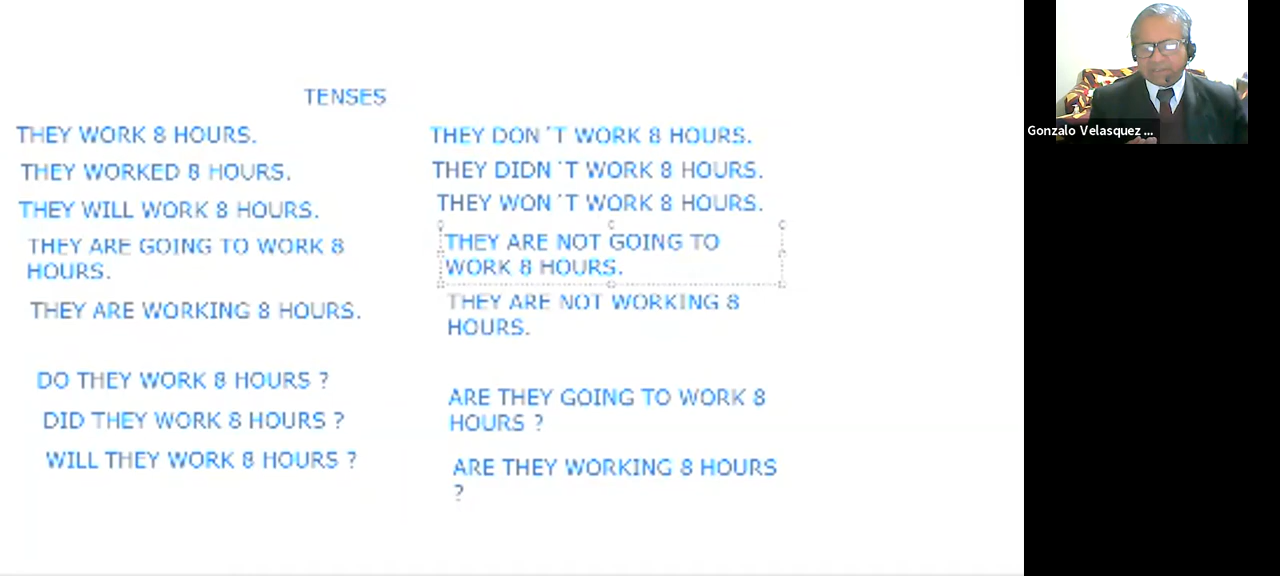 TENSES
THEY WORK 8 HOURS.
THEY WORKED 8 HOURS.
THEY WILL WORK 8 HOURS.
THEY ARE GOING TO WORK 8
HOURS.
THEY ARE WORKING 8 HOURS.
THEY DON´T WORK 8 HOURS.
THEY DIDN´T WORK 8 HOURS.
THEY WON´T WORK 8 HOURS.
THEY ARE NOT GOING TO
WORK 8 HOURS.
THEY ARE NOT WORKING 8
HOURS.
DO THEY WORK 8 HOURS ?
DID THEY WORK 8 HOURS ?
WILL THEY WORK 8 HOURS ?
ARE THEY GOING TO WORK 8
HOURS ?
ARE THEY WORKING 8 HOURS
?
Gonzalo Velasquez ...